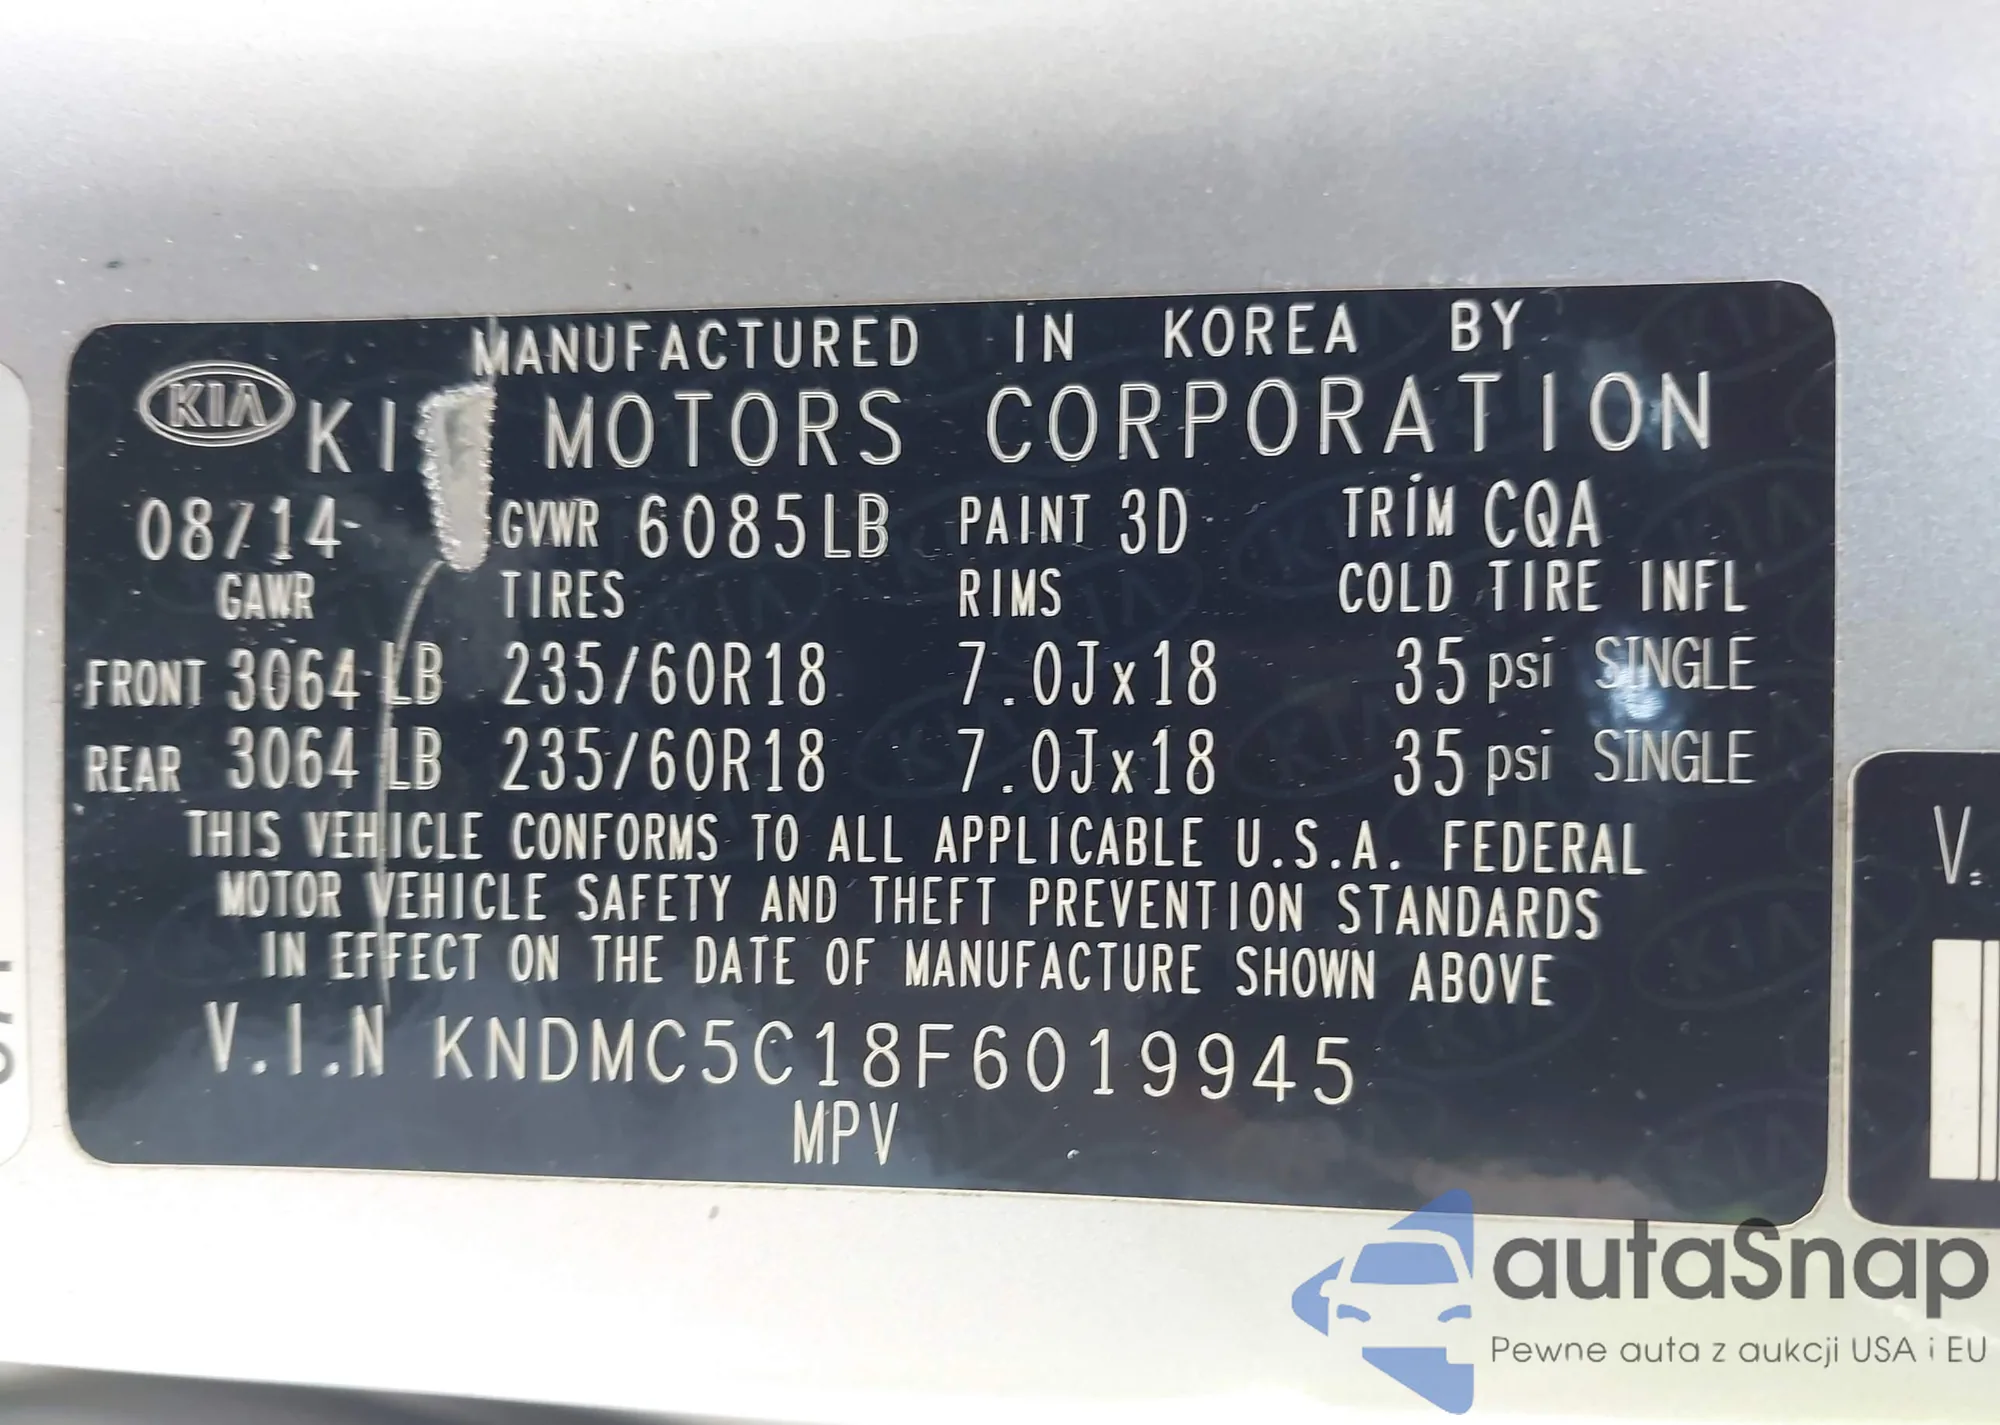 MANUFACTURED IN KOREA BY
KIA KI MOTORS CORPORATION
08/14 GVWR 6085LB PAINT 3D TRIM CQA
GAWR TIRES RIMS COLD TIRE INFL
FRONT 3064 LB 235/60R18 7.0Jx18 35 psi SINGLE
REAR 3064 LB 235/60R18 7.0Jx18 35 psi SINGLE
THIS VEHICLE CONFORMS TO ALL APPLICABLE U.S.A. FEDERAL
MOTOR VEHICLE SAFETY AND THEFT PREVENTION STANDARDS
IN EFFECT ON THE DATE OF MANUFACTURE SHOWN ABOVE
V.I.N KNDMC5C18F6019945
MPV
V.
autaSnap
Pewne auta z aukcji USA i EU